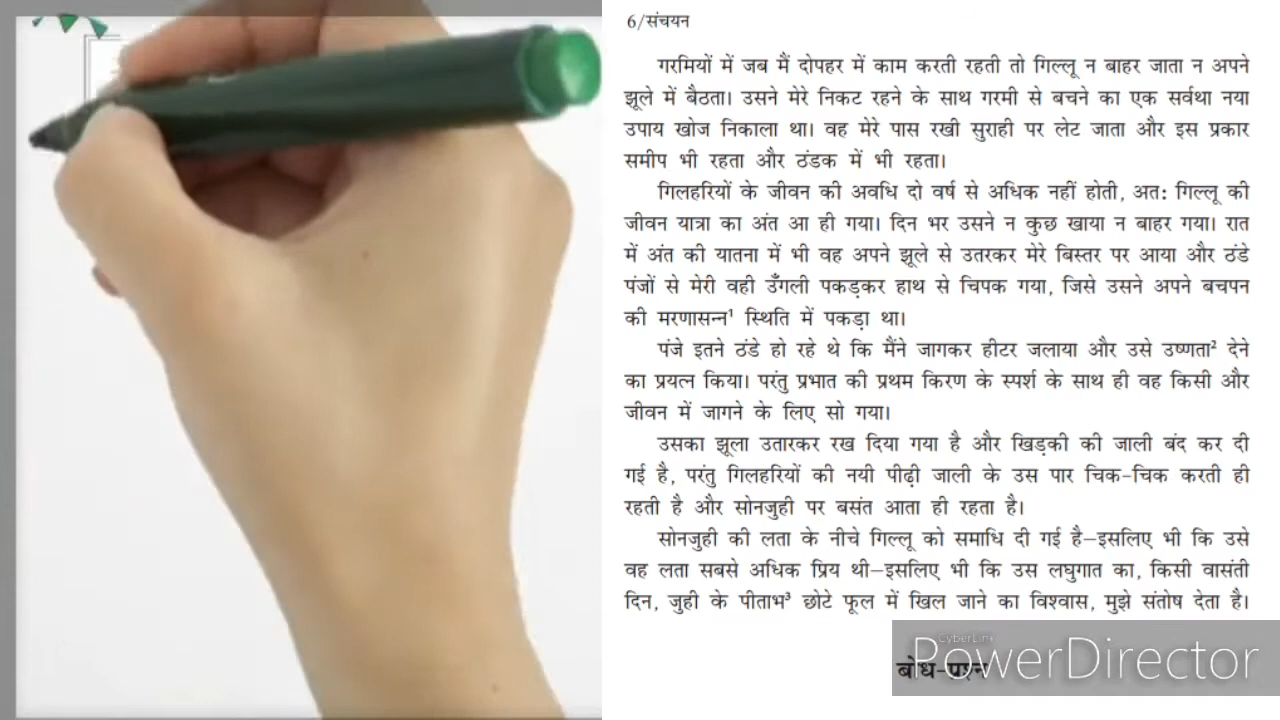 6/संचयन
गरमियों में जब मैं दोपहर में काम करती रहती तो गिल्लू न बाहर जाता न अपने
झूले में बैठता। उसने मेरे निकट रहने के साथ गरमी से बचने का एक सर्वथा नया
उपाय खोज निकाला था। वह मेरे पास रखी सुराही पर लेट जाता और इस प्रकार
समीप भी रहता और ठंडक में भी रहता।
गिलहरियों के जीवन की अवधि दो वर्ष से अधिक नहीं होती, अत: गिल्लू की
जीवन यात्रा का अंत आ ही गया। दिन भर उसने न कुछ खाया न बाहर गया। रात
में अंत की यातना में भी वह अपने झूले से उतरकर मेरे बिस्तर पर आया और ठंडे
पंजों से मेरी वही उँगली पकड़कर हाथ से चिपक गया, जिसे उसने अपने बचपन
की मरणासन्न¹ स्थिति में पकड़ा था।
पंजे इतने ठंडे हो रहे थे कि मैंने जागकर हीटर जलाया और उसे उष्णता² देने
का प्रयत्न किया। परंतु प्रभात की प्रथम किरण के स्पर्श के साथ ही वह किसी और
जीवन में जागने के लिए सो गया।
उसका झूला उतारकर रख दिया गया है और खिड़की की जाली बंद कर दी
गई है, परंतु गिलहरियों की नयी पीढ़ी जाली के उस पार चिक-चिक करती ही
रहती है और सोनजुही पर बसंत आता ही रहता है।
सोनजुही की लता के नीचे गिल्लू को समाधि दी गई है–इसलिए भी कि उसे
वह लता सबसे अधिक प्रिय थी–इसलिए भी कि उस लघुगात का, किसी वासंती
दिन, जुही के पीताभ³ छोटे फूल में खिल जाने का विश्वास, मुझे संतोष देता है।
CyberLink
PowerDirector
बोध-प्रश्न